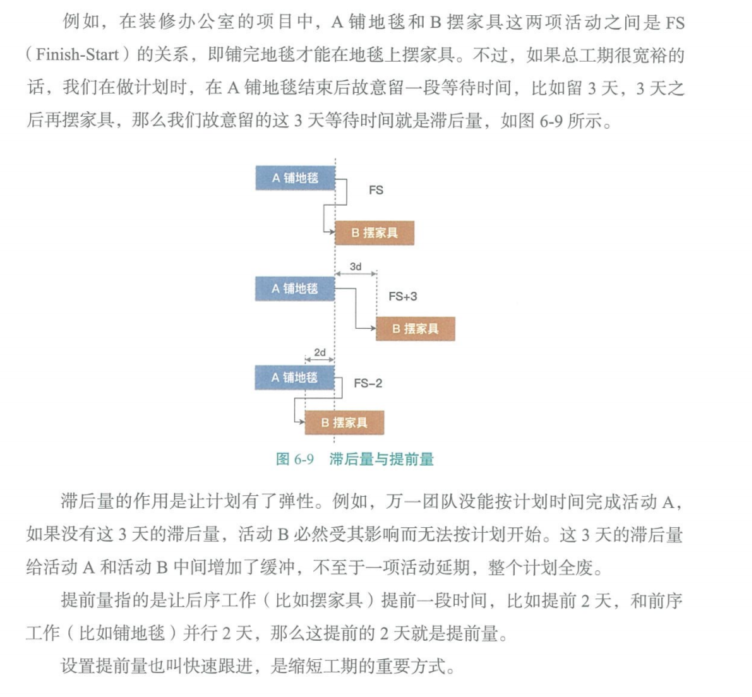 例如，在装修办公室的项目中，A 铺地毯和 B 摆家具这两项活动之间是 FS
（Finish-Start）的关系，即铺完地毯才能在地毯上摆家具。不过，如果总工期很宽裕的
话，我们在做计划时，在 A 铺地毯结束后故意留一段等待时间，比如留 3 天，3 天之
后再摆家具，那么我们故意留的这 3 天等待时间就是滞后量，如图 6-9 所示。
A 铺地毯
FS
B 摆家具
3d
A 铺地毯
FS+3
B 摆家具
2d
A 铺地毯
FS-2
B 摆家具
图 6-9 滞后量与提前量
滞后量的作用是让计划有了弹性。例如，万一团队没能按计划时间完成活动 A，
如果没有这 3 天的滞后量，活动 B 必然受其影响而无法按计划开始。这 3 天的滞后量
给活动 A 和活动 B 中间增加了缓冲，不至于一项活动延期，整个计划全废。
提前量指的是让后序工作（比如摆家具）提前一段时间，比如提前 2 天，和前序
工作（比如铺地毯）并行 2 天，那么这提前的 2 天就是提前量。
设置提前量也叫快速跟进，是缩短工期的重要方式。